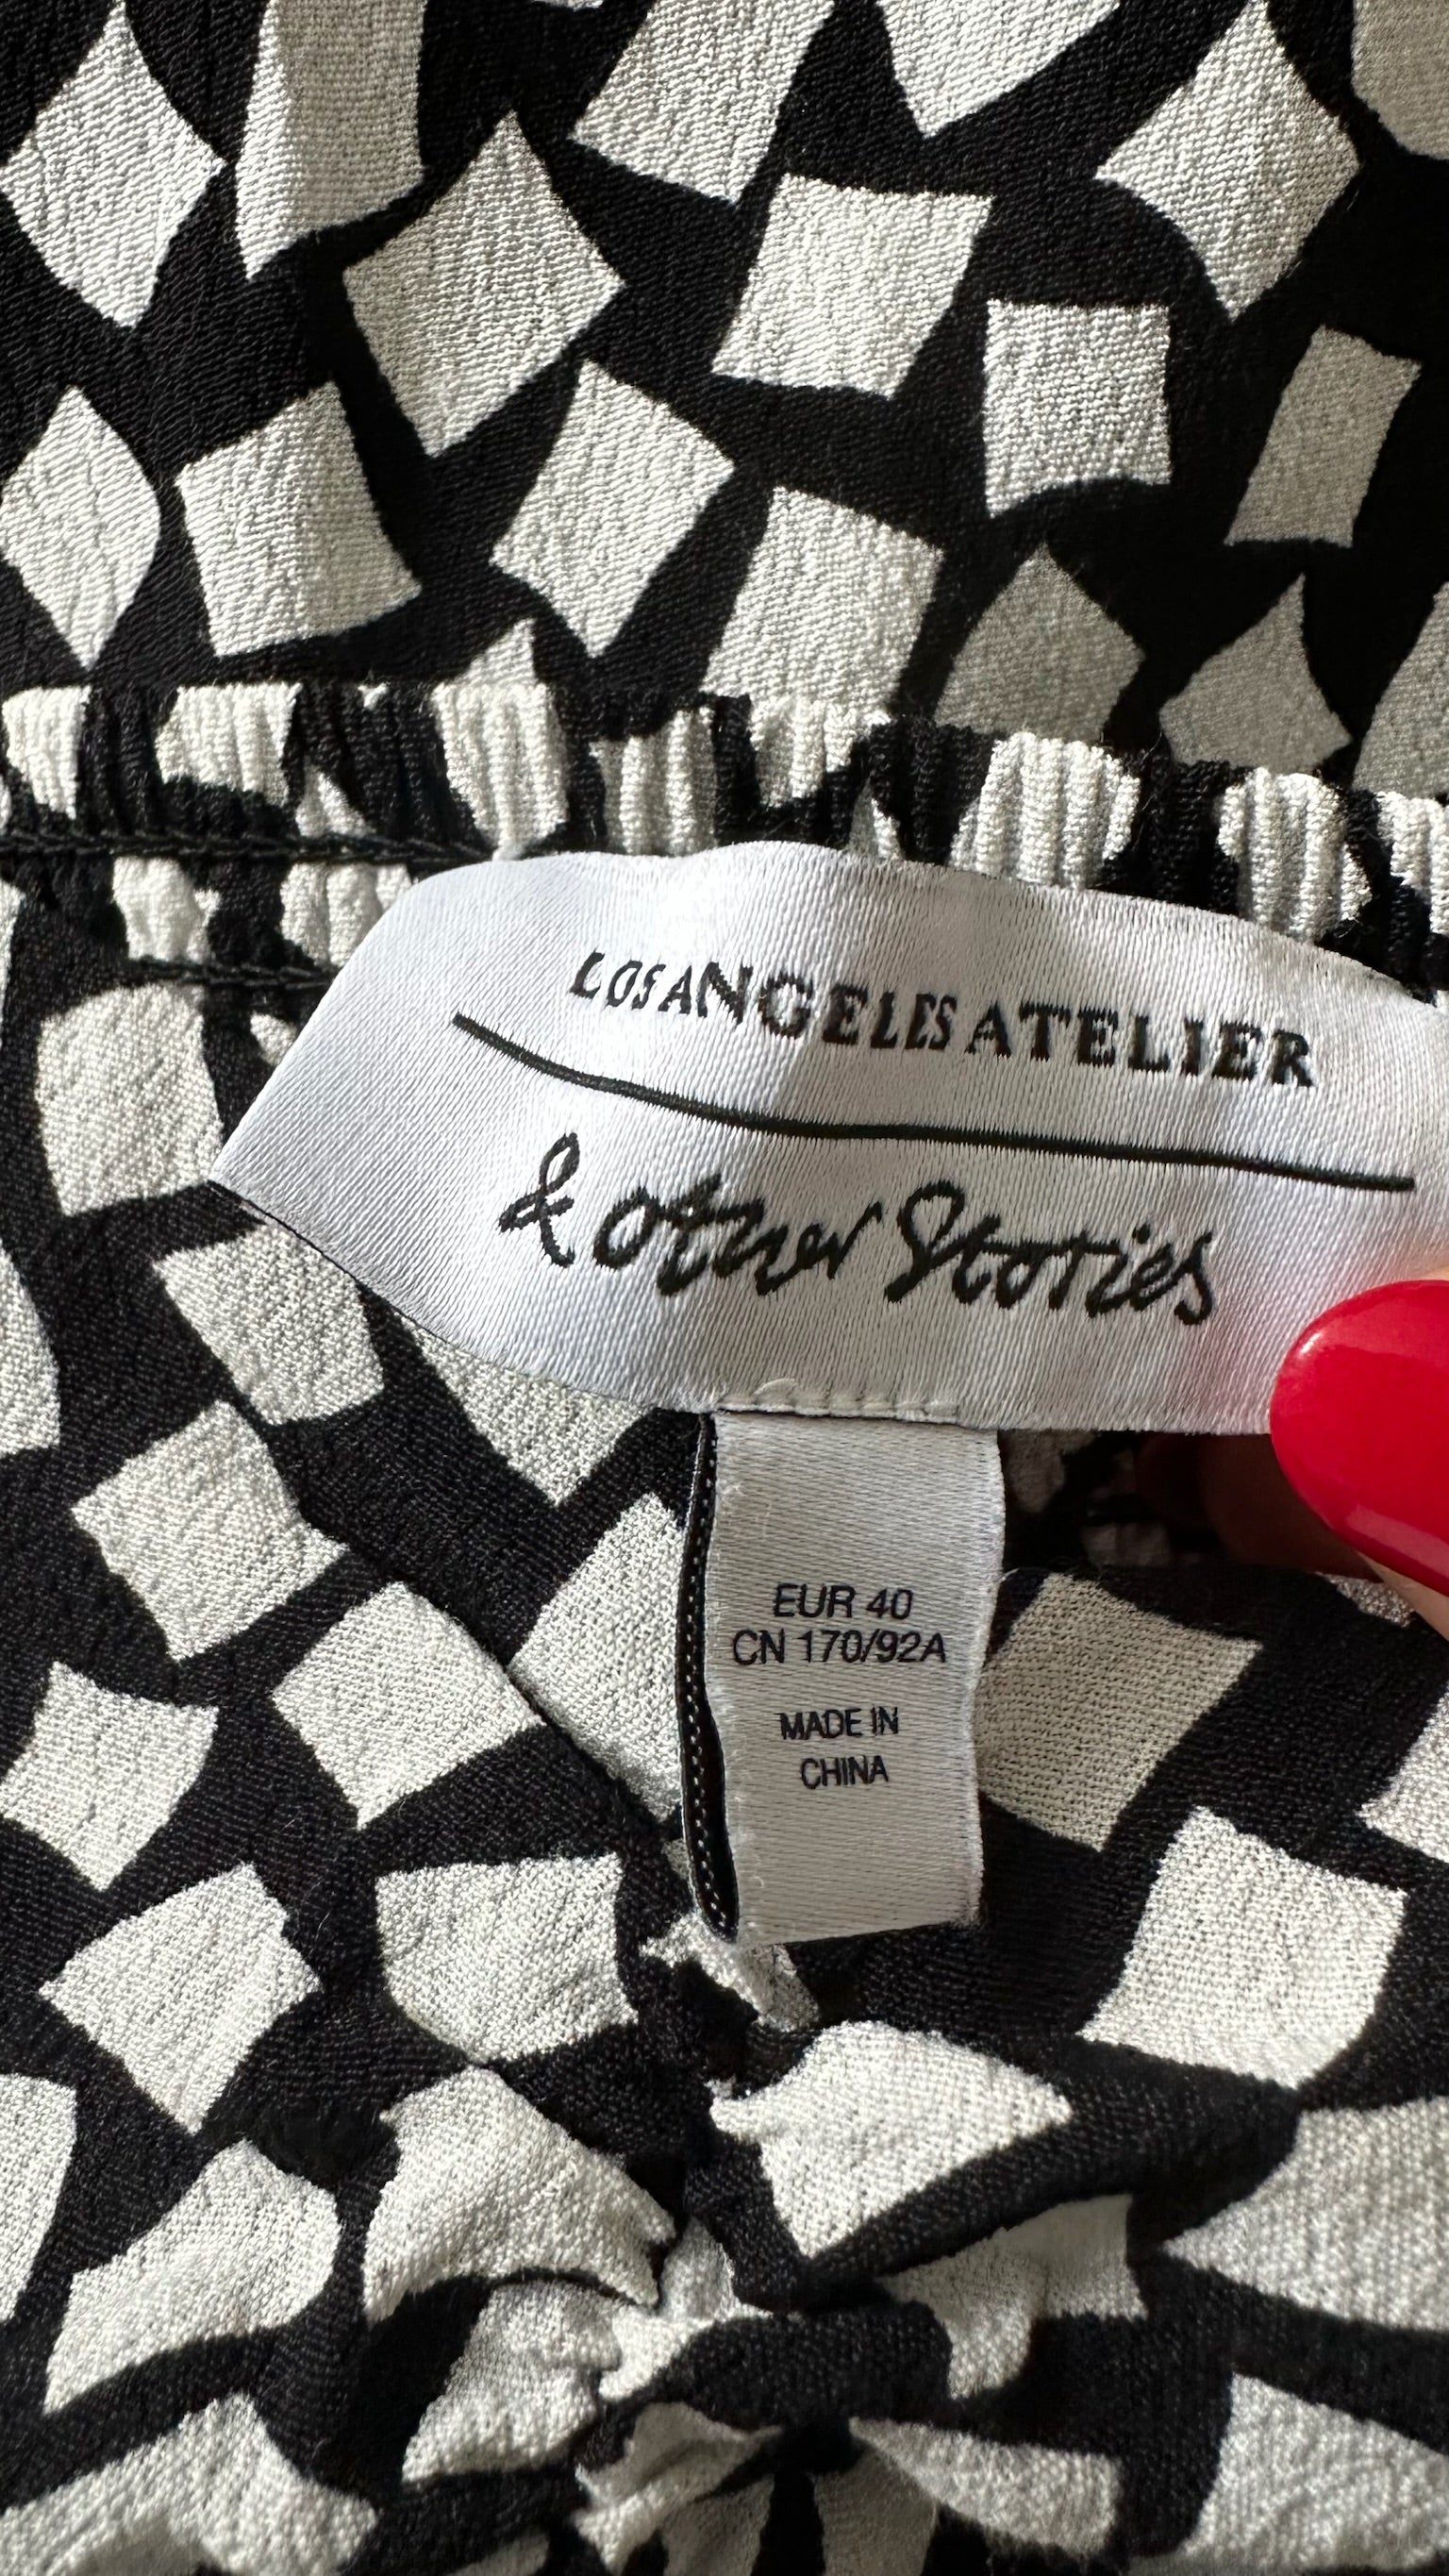 LOS ANGELES ATELIER
& other Stories
EUR 40
CN 170/92A
MADE IN
CHINA